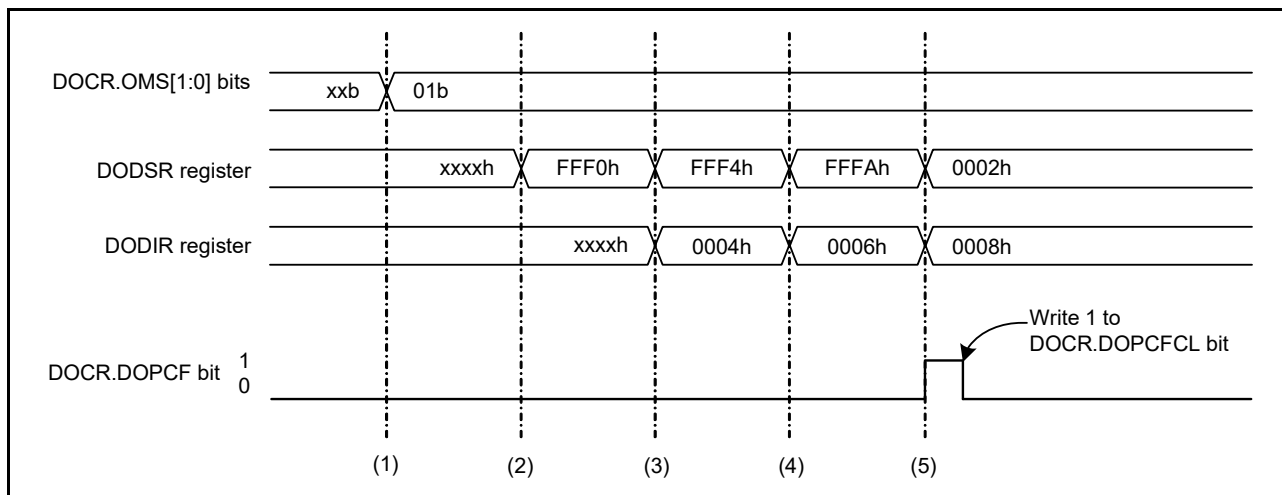 DOCR.OMS[1:0] bits
xxb
01b
DODSR register
xxxxh
FFF0h
FFF4h
FFFAh
0002h
DODIR register
xxxxh
0004h
0006h
0008h
Write 1 to
DOCR.DOPCFCL bit
DOCR.DOPCF bit
1
0
(1)
(2)
(3)
(4)
(5)